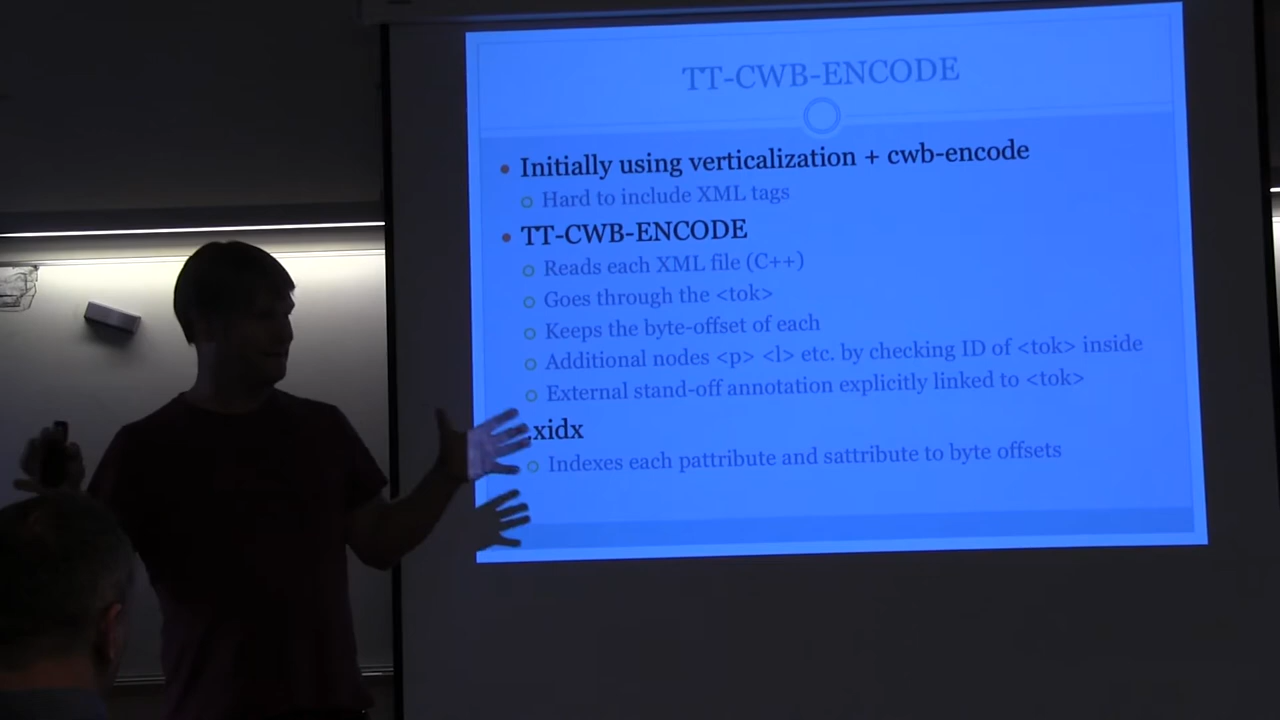 TT-CWB-ENCODE
Initially using verticalization + cwb-encode
Hard to include XML tags
TT-CWB-ENCODE
Reads each XML file (C++)
Goes through the <tok>
Keeps the byte-offset of each
Additional nodes <p> <l> etc. by checking ID of <tok> inside
External stand-off annotation explicitly linked to <tok>
.xidx
Indexes each pattribute and sattribute to byte offsets